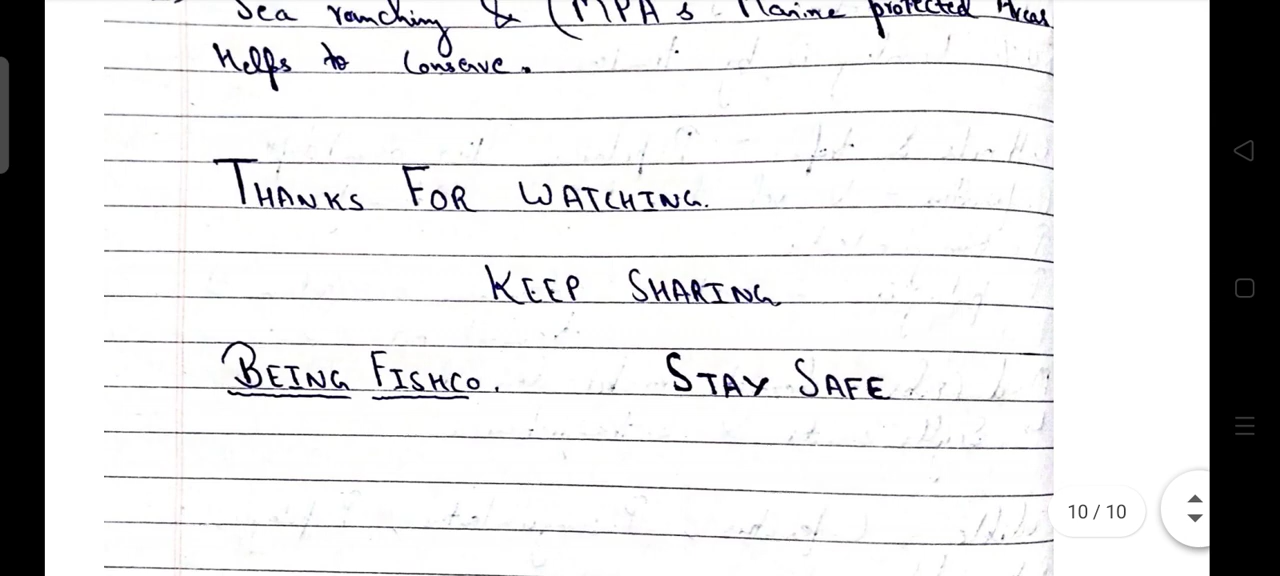 Sea ranching & (MPA s Marine protected Areas
Helps to Conserve.
THANKS FOR WATCHING.
KEEP SHARING
BEING FISHCO. STAY SAFE
10 / 10